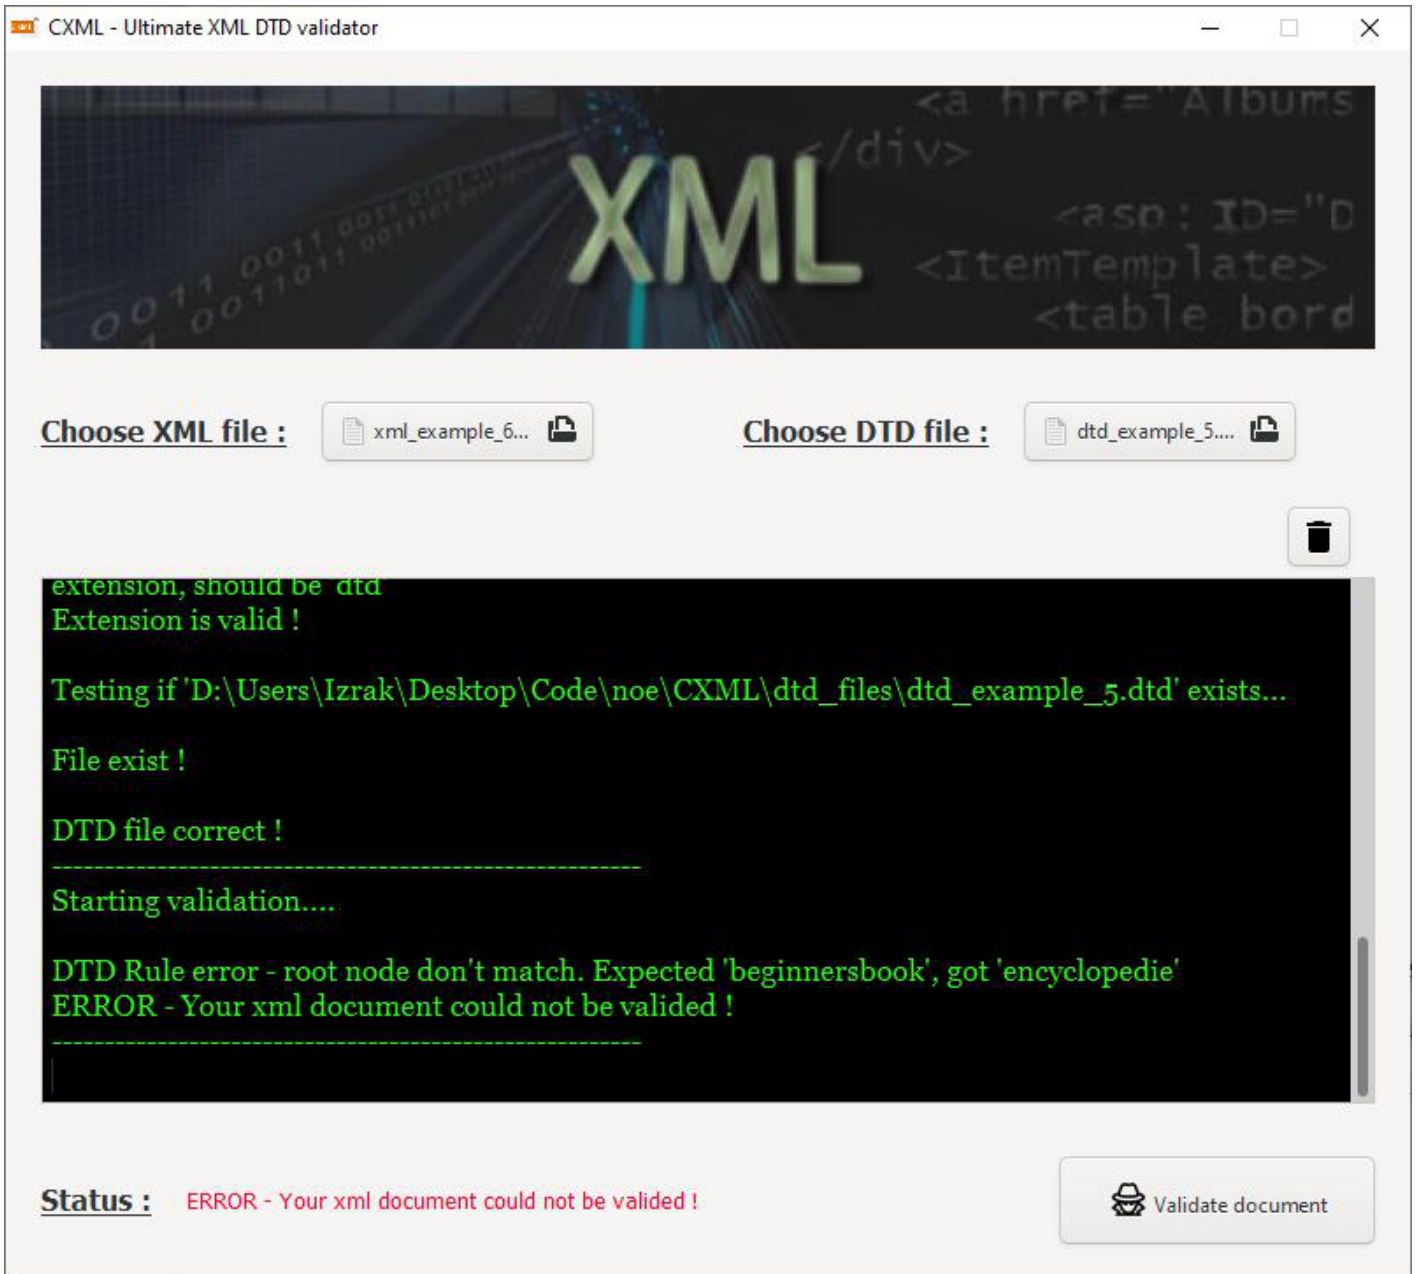 CXML - Ultimate XML DTD validator
<a href="Albums
</div>
XML
<asp: ID="D
<ItemTemplate>
<table bord
0011 0011
Choose XML file :
xml_example_6...
Choose DTD file :
dtd_example_5....
extension, should be 'dtd'
Extension is valid !
Testing if 'D:\Users\Izrak\Desktop\Code\noe\CXML\dtd_files\dtd_example_5.dtd' exists...
File exist !
DTD file correct !
--------------------------------------------------------
Starting validation....
DTD Rule error - root node don't match. Expected 'beginnersbook', got 'encyclopedie'
ERROR - Your xml document could not be valided !
--------------------------------------------------------
Status :
ERROR - Your xml document could not be valided !
Validate document